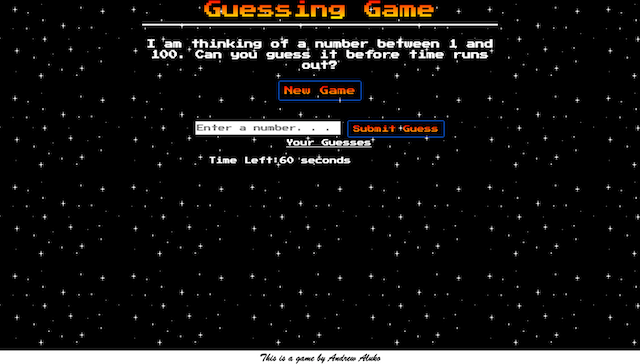 Guessing Game
I am thinking of a number between 1 and
100. Can you guess it before time runs
out?
New Game
Enter a number. . . Submit Guess
Your Guesses
Time Left:60 seconds
This is a game by Andrew Aluko